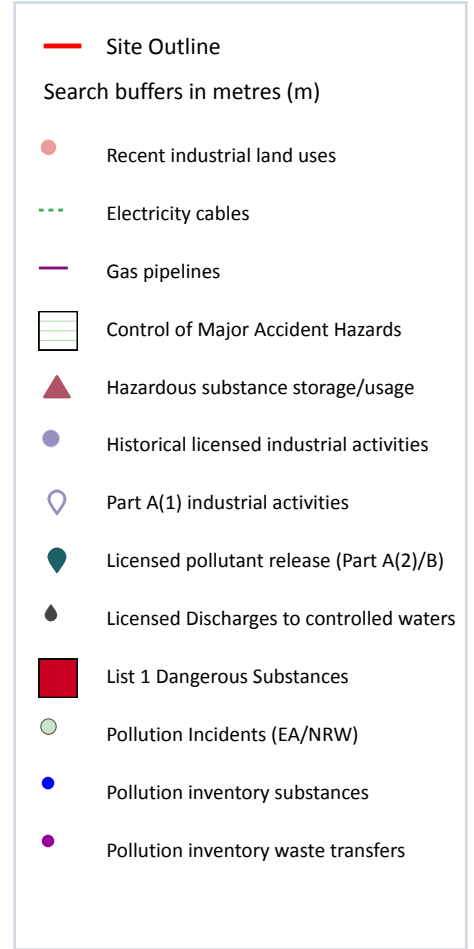 Site Outline
Search buffers in metres (m)
Recent industrial land uses
Electricity cables
Gas pipelines
Control of Major Accident Hazards
Hazardous substance storage/usage
Historical licensed industrial activities
Part A(1) industrial activities
Licensed pollutant release (Part A(2)/B)
Licensed Discharges to controlled waters
List 1 Dangerous Substances
Pollution Incidents (EA/NRW)
Pollution inventory substances
Pollution inventory waste transfers